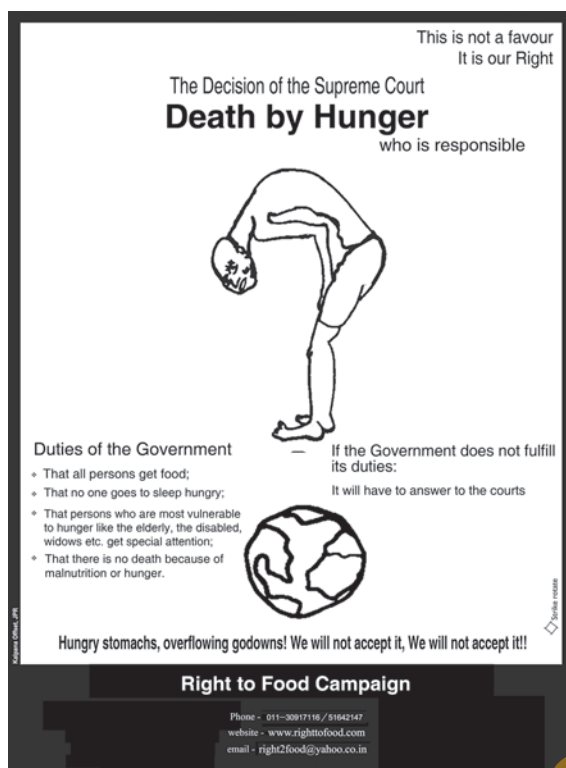 This is not a favour
It is our Right
The Decision of the Supreme Court
Death by Hunger
who is responsible
Duties of the Government
That all persons get food;
That no one goes to sleep hungry;
That persons who are most vulnerable
to hunger like the elderly, the disabled,
widows etc. get special attention;
That there is no death because of
malnutrition or hunger.
If the Government does not fulfill
its duties:
It will have to answer to the courts
Kalpana Offset, JPR
Strike rotate
Hungry stomachs, overflowing godowns! We will not accept it, We will not accept it!!
Right to Food Campaign
Phone - 011-30917116 / 51642147
website - www.righttofood.com
email - right2food@yahoo.co.in